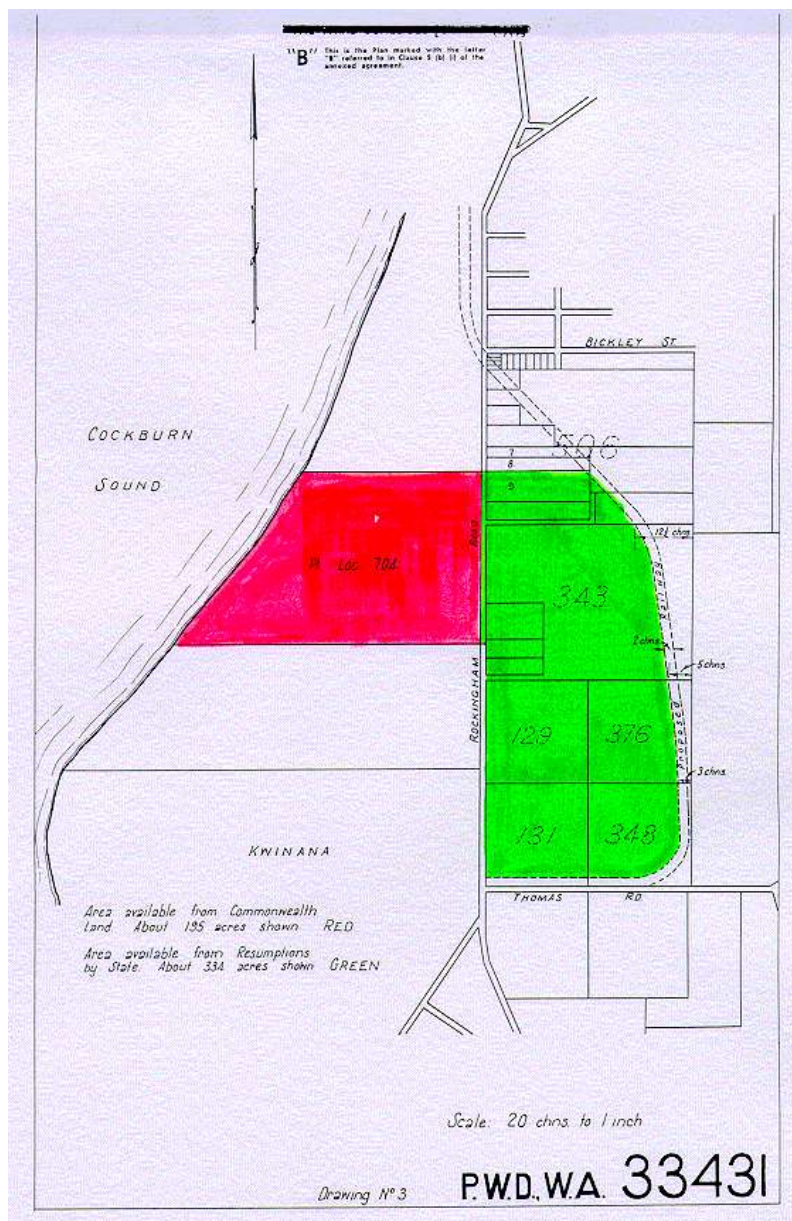 "B" This is the Plan marked with the letter
"B" referred to in Clause 5 (b) (i) of the
annexed agreement.
BICKLEY ST
COCKBURN
SOUND
506
7
8
9
ROAD
12½ chns
Pt Loc 704
343
RAILWAY
2 chns
5 chns.
ROCKINGHAM
129
376
PROPOSED
3 chns.
131
348
KWINANA
THOMAS RD.
Area available from Commonwealth
Land. About 195 acres shown RED
Area available from Resumptions
by State. About 334 acres shown GREEN
Scale: 20 chns. to 1 inch
Drawing Nº 3
P.W.D., W.A. 33431